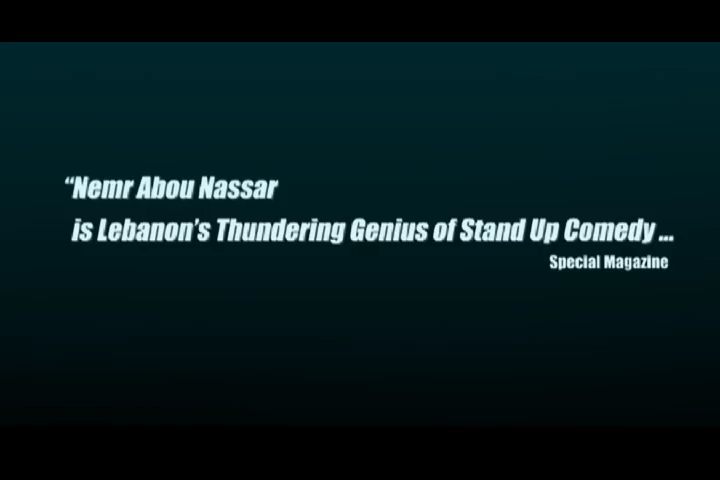 “Nemr Abou Nassar
is Lebanon’s Thundering Genius of Stand Up Comedy ...
Special Magazine